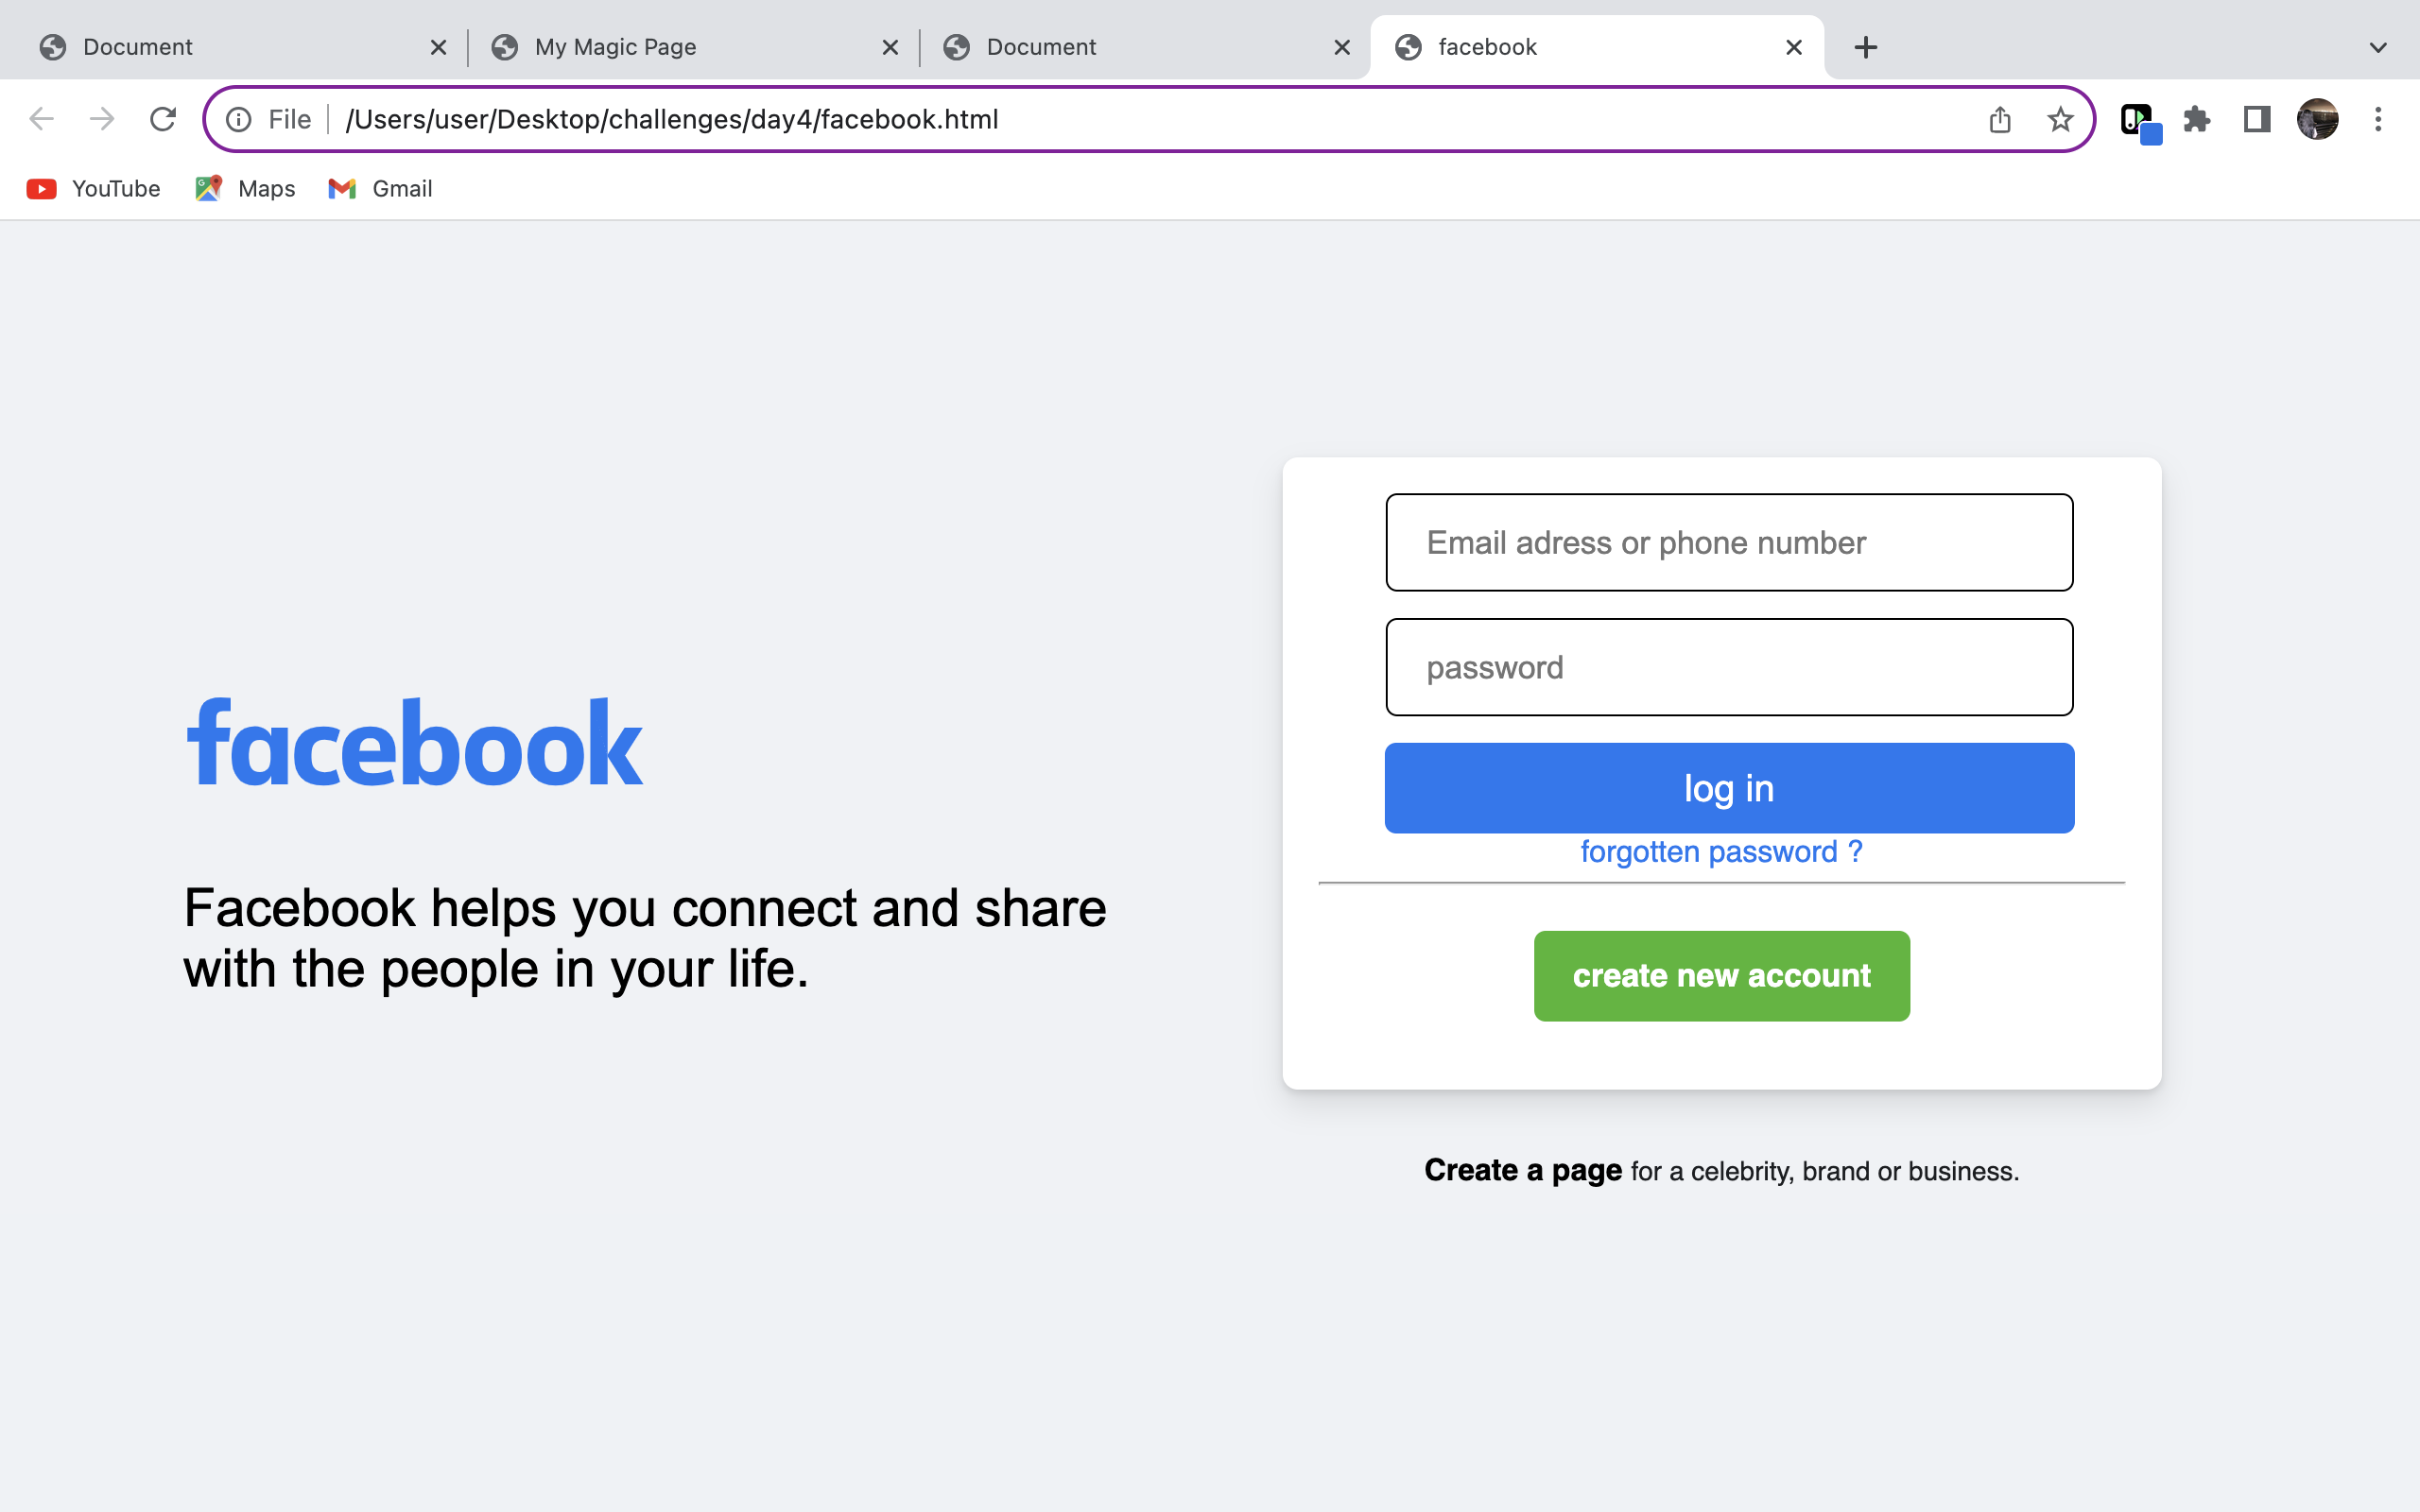 Document
My Magic Page
Document
facebook
File
/Users/user/Desktop/challenges/day4/facebook.html
YouTube
Maps
Gmail
facebook
Facebook helps you connect and share
with the people in your life.
Email adress or phone number
password
log in
forgotten password ?
create new account
Create a page for a celebrity, brand or business.